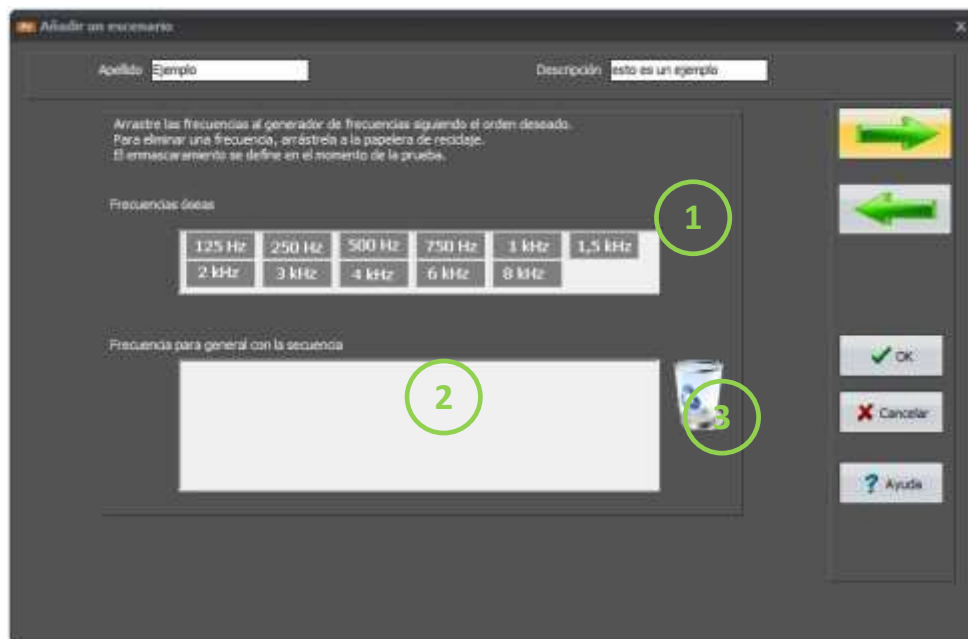 Añadir un escenario
Apellido Ejemplo Descripción esto es un ejemplo
Arrastre las frecuencias al generador de frecuencias siguiendo el orden deseado.
Para eliminar una frecuencia, arrástrela a la papelera de reciclaje.
El enmascaramiento se define en el momento de la prueba.
Frecuencias óseas
1
125 Hz 250 Hz 500 Hz 750 Hz 1 kHz 1,5 kHz
2 kHz 3 kHz 4 kHz 6 kHz 8 kHz
Frecuencia para general con la secuencia
2
3
OK
Cancelar
Ayuda